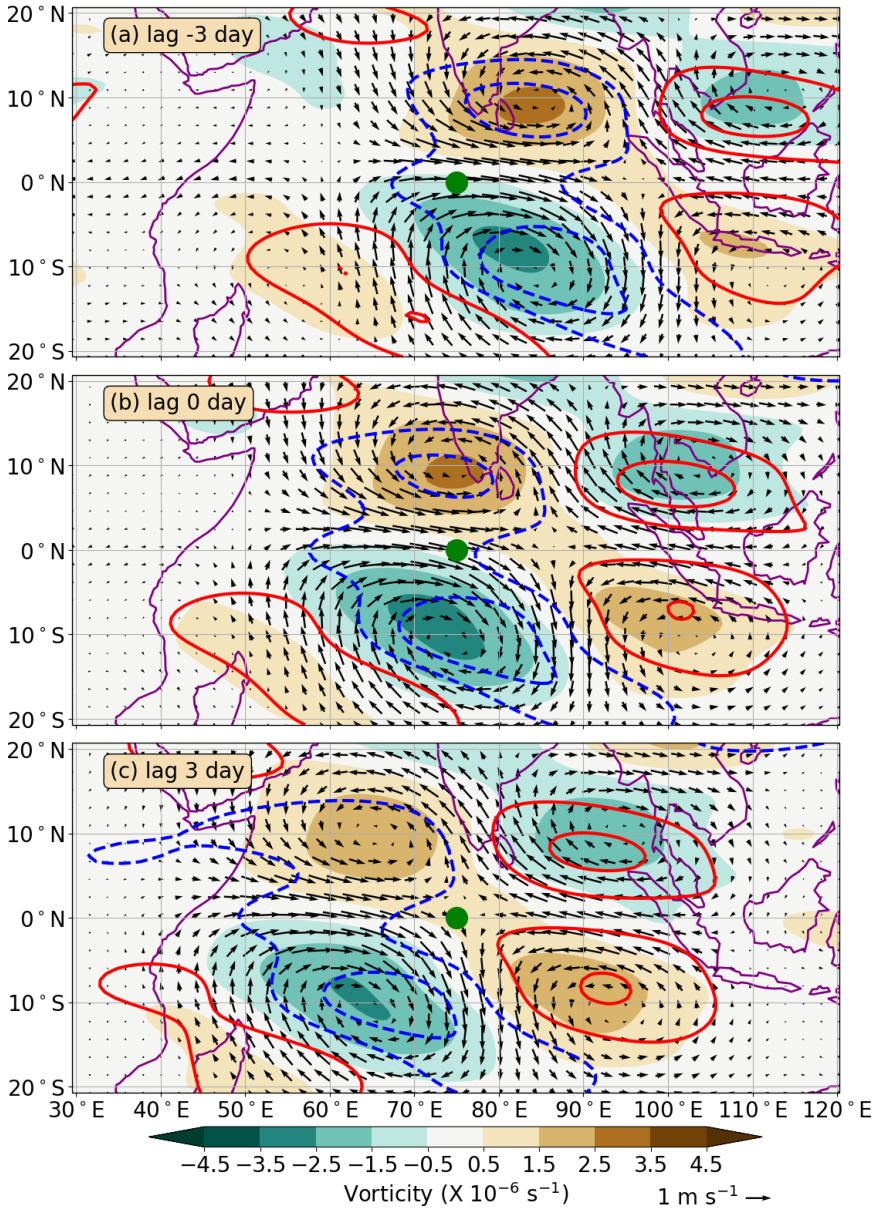 20°N
(a) lag -3 day
10°N
0°N
10°S
20°S
20°N
(b) lag 0 day
10°N
0°N
10°S
20°S
20°N
(c) lag 3 day
10°N
0°N
10°S
20°S
30°E 40°E 50°E 60°E 70°E 80°E 90°E 100°E 110°E 120°E
−4.5 −3.5 −2.5 −1.5 −0.5 0.5 1.5 2.5 3.5 4.5
Vorticity (X 10⁻⁶ s⁻¹) 1 m s⁻¹